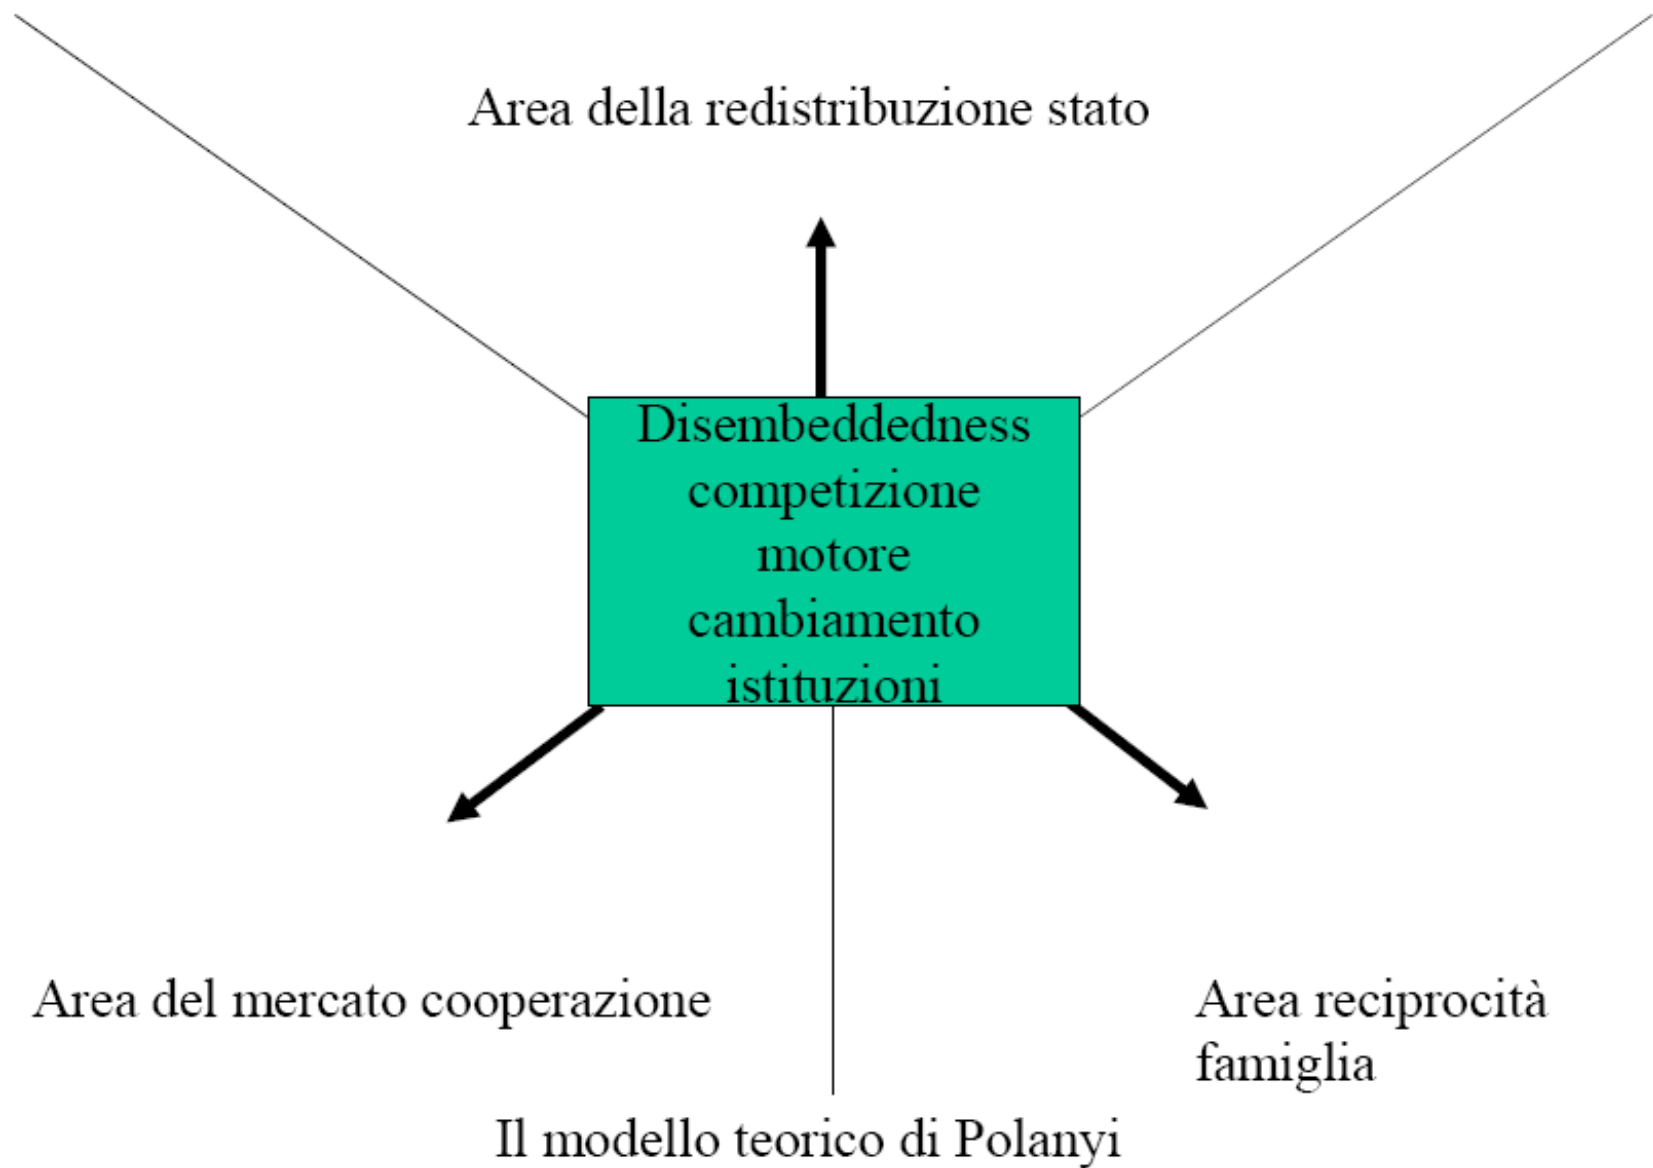 Area della redistribuzione stato
Disembeddedness
competizione
motore
cambiamento
istituzioni
Area del mercato cooperazione
Area reciprocità
famiglia
Il modello teorico di Polanyi